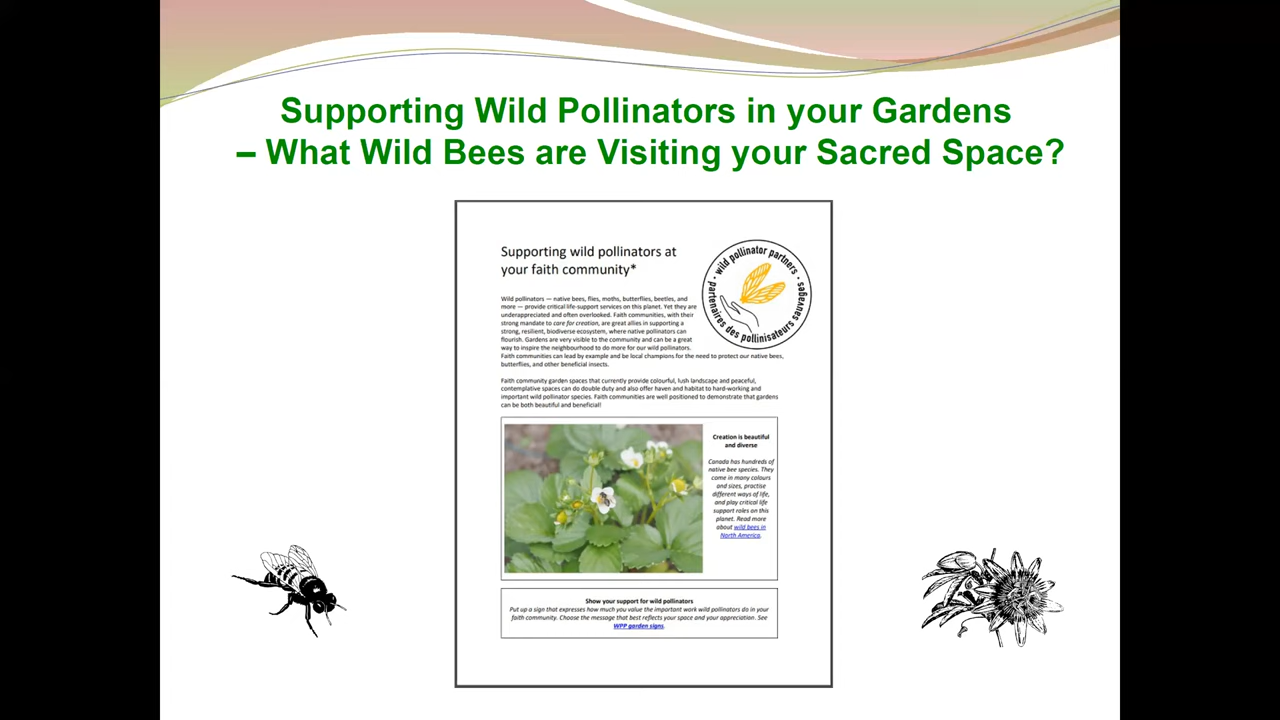 Supporting Wild Pollinators in your Gardens
– What Wild Bees are Visiting your Sacred Space?
Supporting wild pollinators at
your faith community*
• wild pollinator partners •
partenaires des pollinisateurs sauvages
Wild pollinators — native bees, flies, moths, butterflies, beetles, and
more — provide critical life-support services on this planet. Yet they are
underappreciated and often overlooked. Faith communities, with their
strong mandate to care for creation, are great allies in supporting a
strong, resilient, biodiverse ecosystem, where native pollinators can
flourish. Gardens are very visible to the community and can be a great
way to inspire the neighbourhood to do more for our wild pollinators.
Faith communities can lead by example and be local champions for the need to protect our native bees,
butterflies, and other beneficial insects.
Faith community garden spaces that currently provide colourful, lush landscape and peaceful,
contemplative spaces can do double duty and also offer haven and habitat to hard-working and
important wild pollinator species. Faith communities are well positioned to demonstrate that gardens
can be both beautiful and beneficial!
Creation is beautiful
and diverse
Canada has hundreds of
native bee species. They
come in many colours
and sizes, practise
different ways of life,
and play critical life
support roles on this
planet. Read more
about wild bees in
North America.
Show your support for wild pollinators
Put up a sign that expresses how much you value the important work wild pollinators do in your
faith community. Choose the message that best reflects your space and your appreciation. See
WPP garden signs.